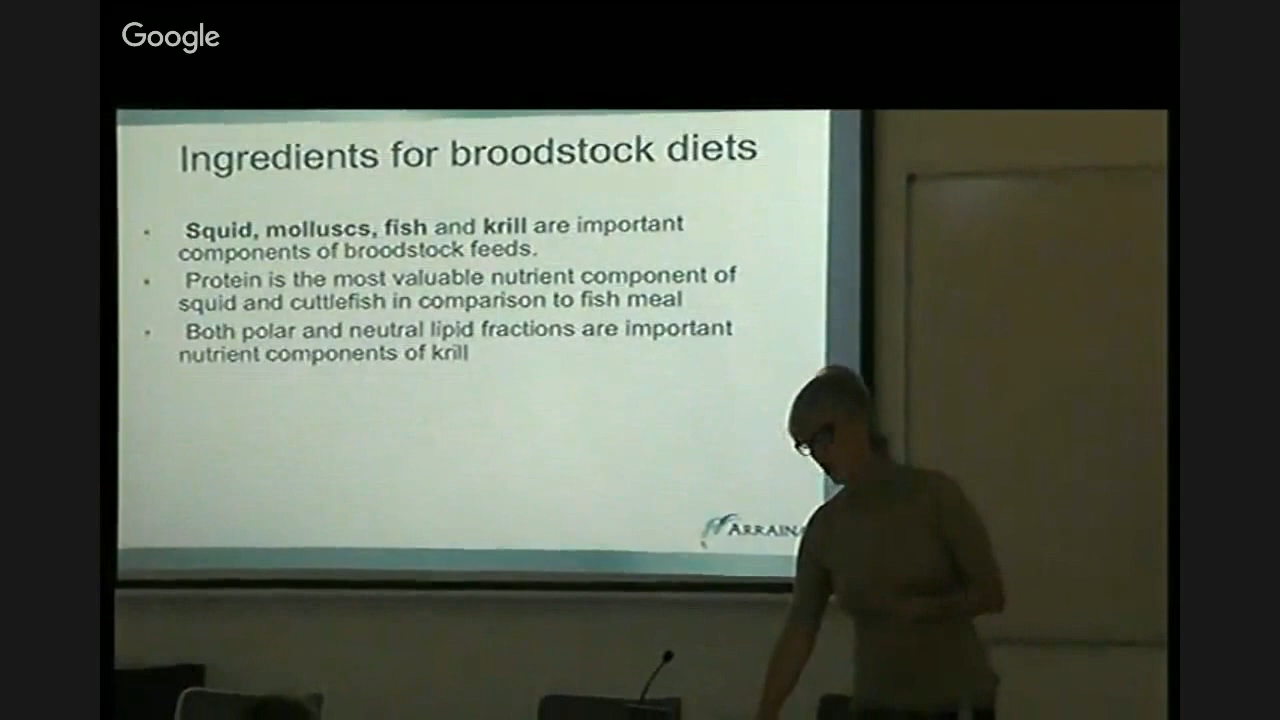 Google
Ingredients for broodstock diets
• Squid, molluscs, fish and krill are important
components of broodstock feeds.
• Protein is the most valuable nutrient component of
squid and cuttlefish in comparison to fish meal
• Both polar and neutral lipid fractions are important
nutrient components of krill
ARRAINA